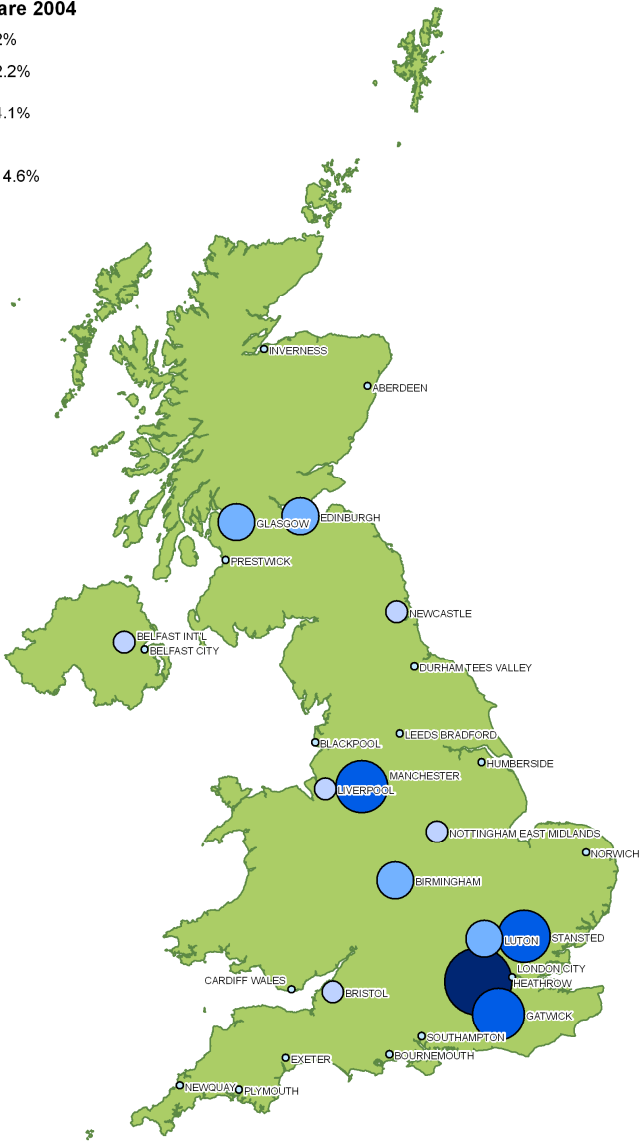 are 2004
2%
2.2%
4.1%
4.6%
INVERNESS
ABERDEEN
GLASGOW
EDINBURGH
PRESTWICK
NEWCASTLE
BELFAST INT'L
BELFAST CITY
DURHAM TEES VALLEY
LEEDS BRADFORD
BLACKPOOL
HUMBERSIDE
MANCHESTER
LIVERPOOL
NOTTINGHAM EAST MIDLANDS
NORWICH
BIRMINGHAM
STANSTED
LUTON
LONDON CITY
CARDIFF WALES
HEATHROW
BRISTOL
GATWICK
SOUTHAMPTON
BOURNEMOUTH
EXETER
NEWQUAY
PLYMOUTH